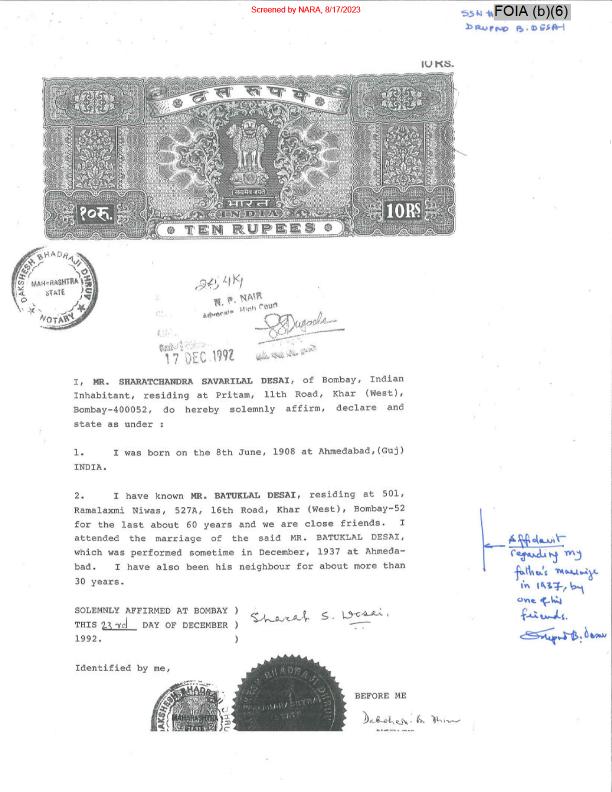 Screened by NARA, 8/17/2023
SSN # FOIA (b)(6)
DRUPAD B. DESAI
10 RS.
दस रुपये
सत्यमेव जयते
भारत
INDIA
१०रु.
10RS
TEN RUPEES
DAKSHESH BHADRAJI DHRUV
MAHARASHTRA
STATE
NOTARY
N. P. NAIR
Advocate High Court
17 DEC 1992
I, MR. SHARATCHANDRA SAVARILAL DESAI, of Bombay, Indian
Inhabitant, residing at Pritam, 11th Road, Khar (West),
Bombay-400052, do hereby solemnly affirm, declare and
state as under :
1. I was born on the 8th June, 1908 at Ahmedabad,(Guj)
INDIA.
2. I have known MR. BATUKLAL DESAI, residing at 501,
Ramalaxmi Niwas, 527A, 16th Road, Khar (West), Bombay-52
for the last about 60 years and we are close friends. I
attended the marriage of the said MR. BATUKLAL DESAI,
which was performed sometime in December, 1937 at Ahmeda-
bad. I have also been his neighbour for about more than
30 years.
Affidavit
regarding my
father's marriage
in 1937, by
one of his
friends.
SOLEMNLY AFFIRMED AT BOMBAY )
THIS 23rd DAY OF DECEMBER ) Sharat S. Desai.
1992. )
Identified by me,
BEFORE ME
DAKSHESH BHADRAJI DHRUV
MAHARASHTRA
STATE